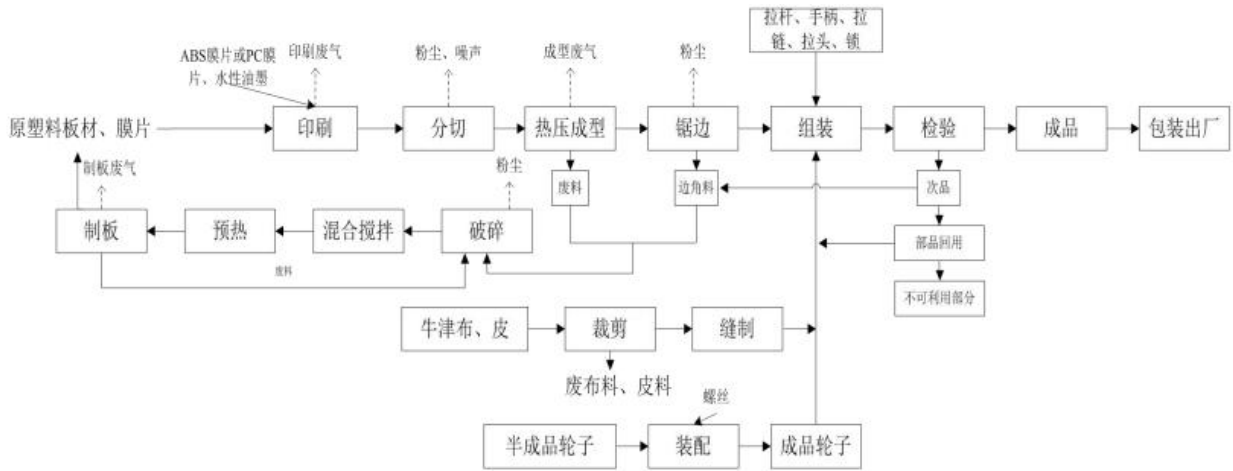 拉杆、手柄、拉
链、拉头、锁
ABS膜片或PC膜
片、水性油墨
印刷废气
粉尘、噪声
成型废气
粉尘
原塑料板材、膜片
印刷
分切
热压成型
锯边
组装
检验
成品
包装出厂
制板废气
粉尘
废料
边角料
次品
制板
预热
混合搅拌
破碎
部品回用
废料
不可利用部分
牛津布、皮
裁剪
缝制
废布料、皮料
螺丝
半成品轮子
装配
成品轮子